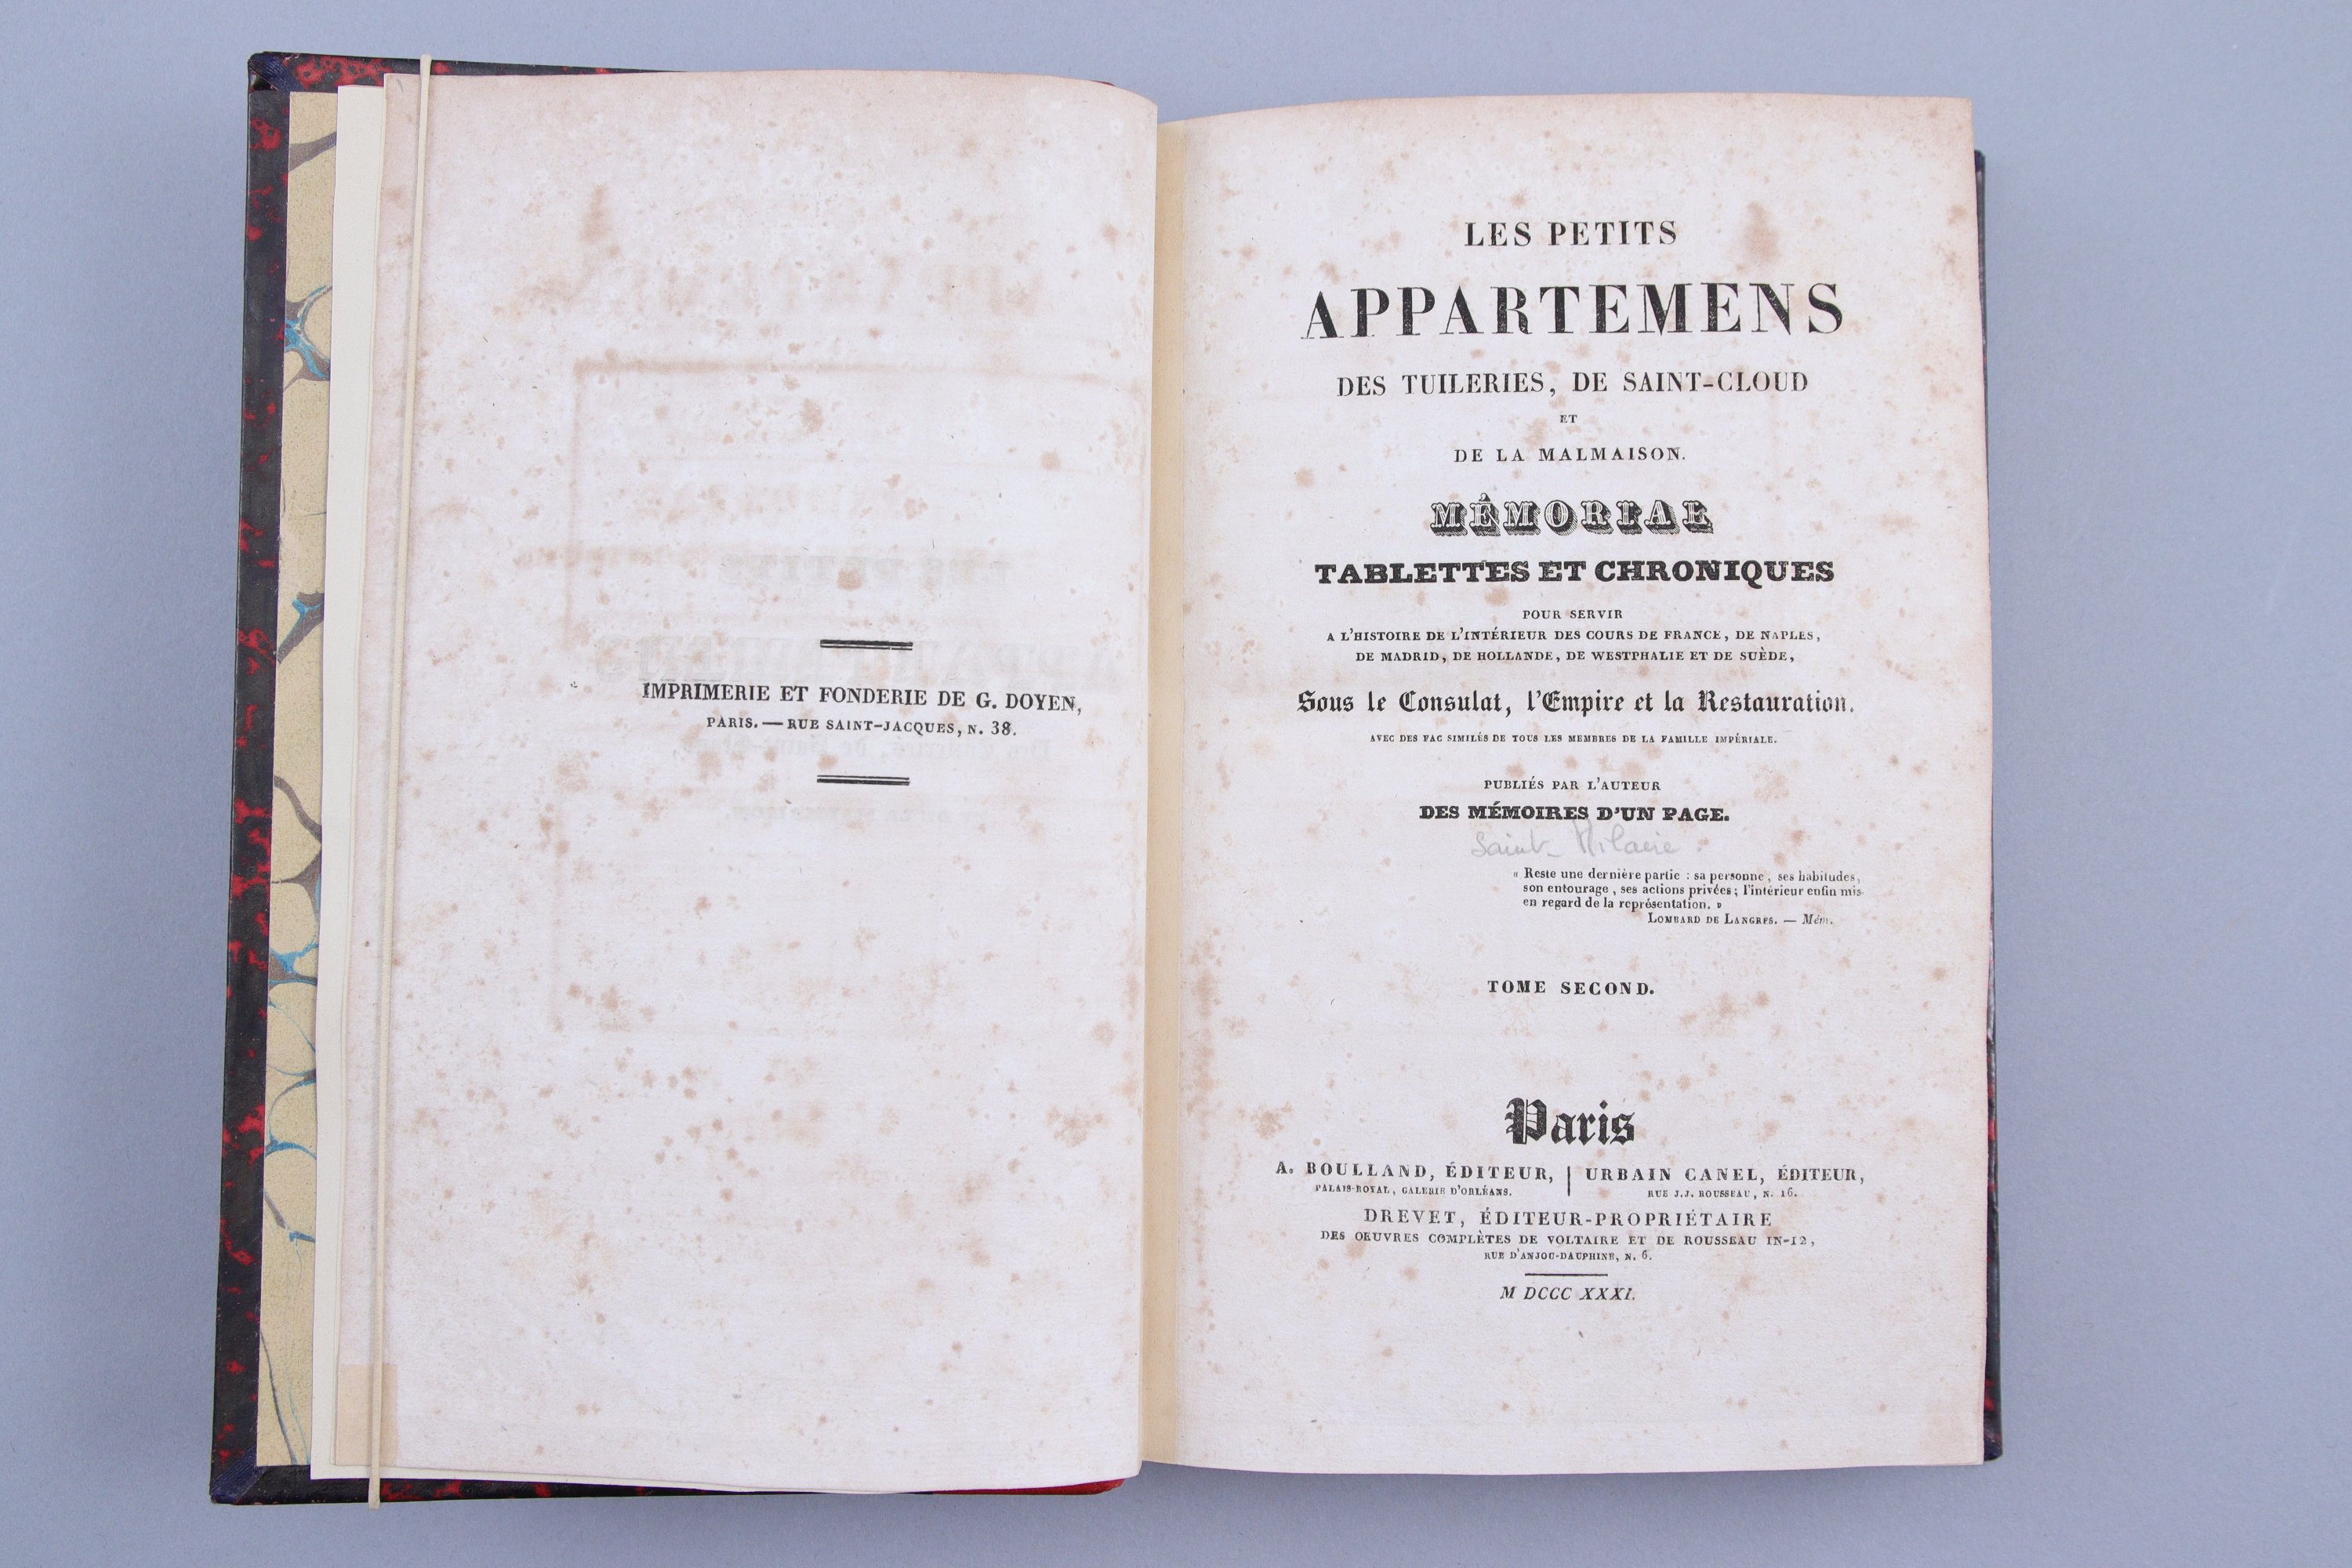 IMPRIMERIE ET FONDERIE DE G. DOYEN,
PARIS. — RUE SAINT-JACQUES, N. 38.
LES PETITS
APPARTEMENS
DES TUILERIES, DE SAINT-CLOUD
ET
DE LA MALMAISON.
MÉMORIAL
TABLETTES ET CHRONIQUES
POUR SERVIR
A L'HISTOIRE DE L'INTÉRIEUR DES COURS DE FRANCE, DE NAPLES,
DE MADRID, DE HOLLANDE, DE WESTPHALIE ET DE SUÈDE,
Sous le Consulat, l'Empire et la Restauration.
AVEC DES FAC SIMILÉS DE TOUS LES MEMBRES DE LA FAMILLE IMPÉRIALE.
PUBLIÉS PAR L'AUTEUR
DES MÉMOIRES D'UN PAGE.
Saint-Hilaire.
« Reste une dernière partie : sa personne, ses habitudes,
son entourage, ses actions privées ; l'intérieur enfin mis
en regard de la représentation. »
LOMBARD DE LANGRES. — Mém.
TOME SECOND.
Paris
A. BOULLAND, ÉDITEUR,
PALAIS-ROYAL, GALERIE D'ORLÉANS.
URBAIN CANEL, ÉDITEUR,
RUE J.J. ROUSSEAU, N. 16.
DREVET, ÉDITEUR-PROPRIÉTAIRE
DES OEUVRES COMPLÈTES DE VOLTAIRE ET DE ROUSSEAU IN-12,
RUE D'ANJOU-DAUPHINE, N. 6.
M DCCC XXXI.